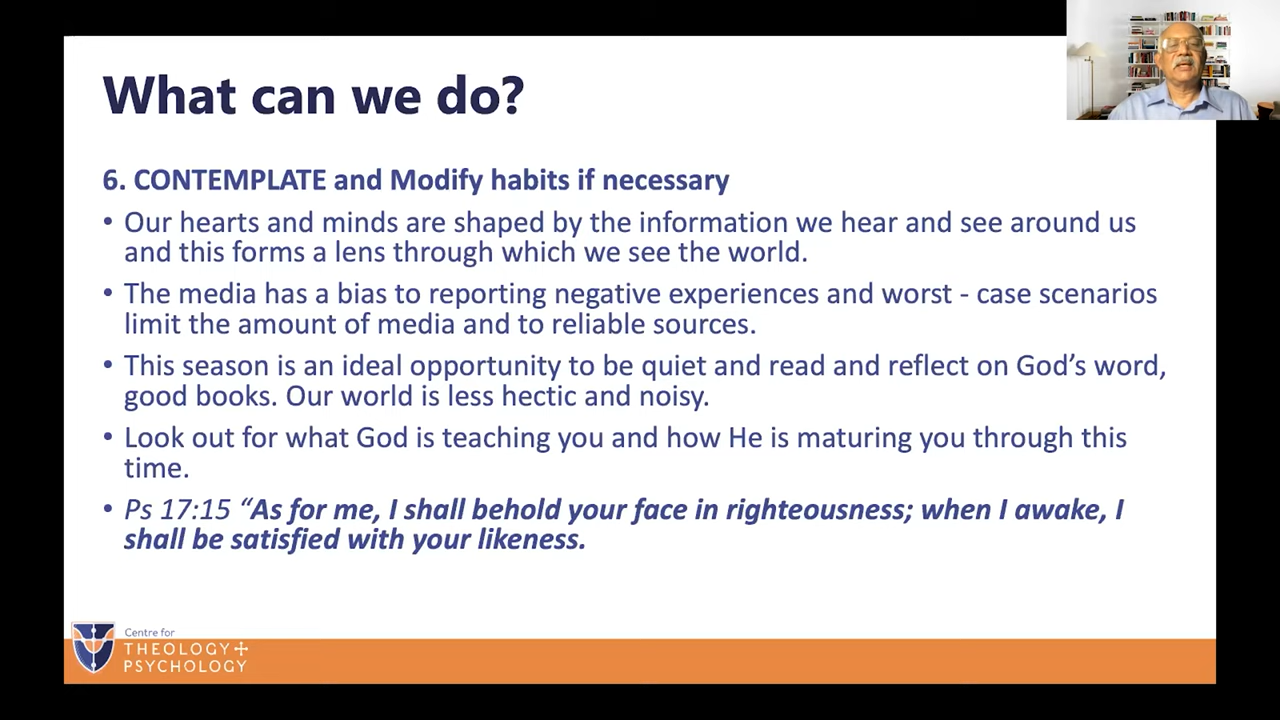 What can we do?
6. CONTEMPLATE and Modify habits if necessary
• Our hearts and minds are shaped by the information we hear and see around us
and this forms a lens through which we see the world.
• The media has a bias to reporting negative experiences and worst - case scenarios
limit the amount of media and to reliable sources.
• This season is an ideal opportunity to be quiet and read and reflect on God’s word,
good books. Our world is less hectic and noisy.
• Look out for what God is teaching you and how He is maturing you through this
time.
• Ps 17:15 “As for me, I shall behold your face in righteousness; when I awake, I
shall be satisfied with your likeness.
Centre for
THEOLOGY+
PSYCHOLOGY